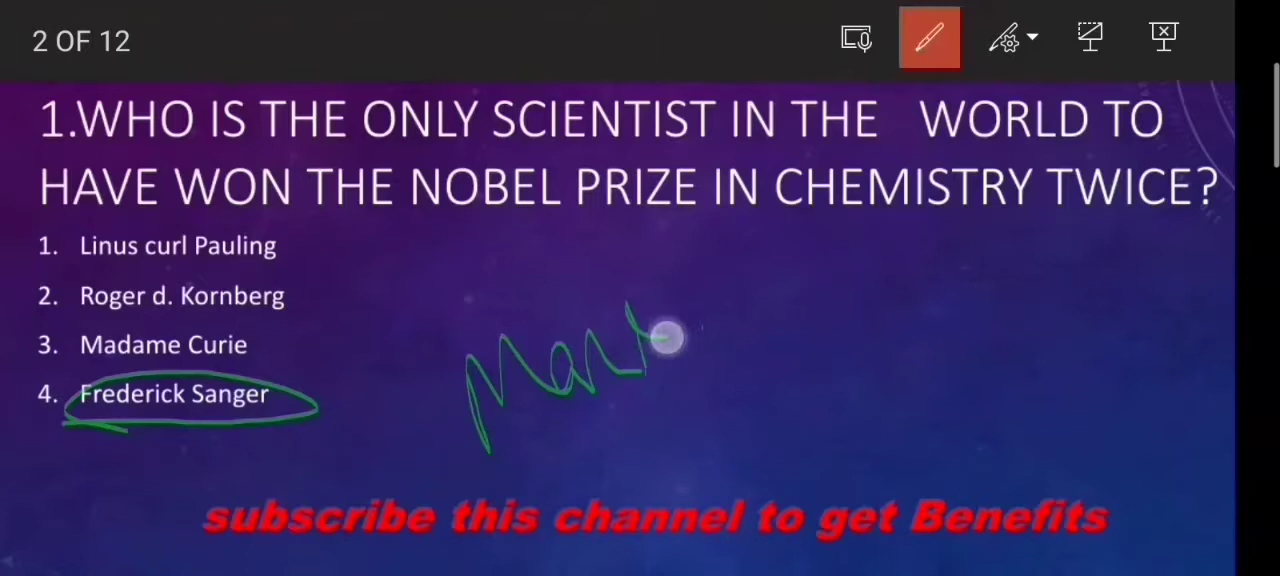 2 OF 12
1.WHO IS THE ONLY SCIENTIST IN THE WORLD TO
HAVE WON THE NOBEL PRIZE IN CHEMISTRY TWICE?
1. Linus curl Pauling
2. Roger d. Kornberg
3. Madame Curie
4. Frederick Sanger
subscribe this channel to get Benefits